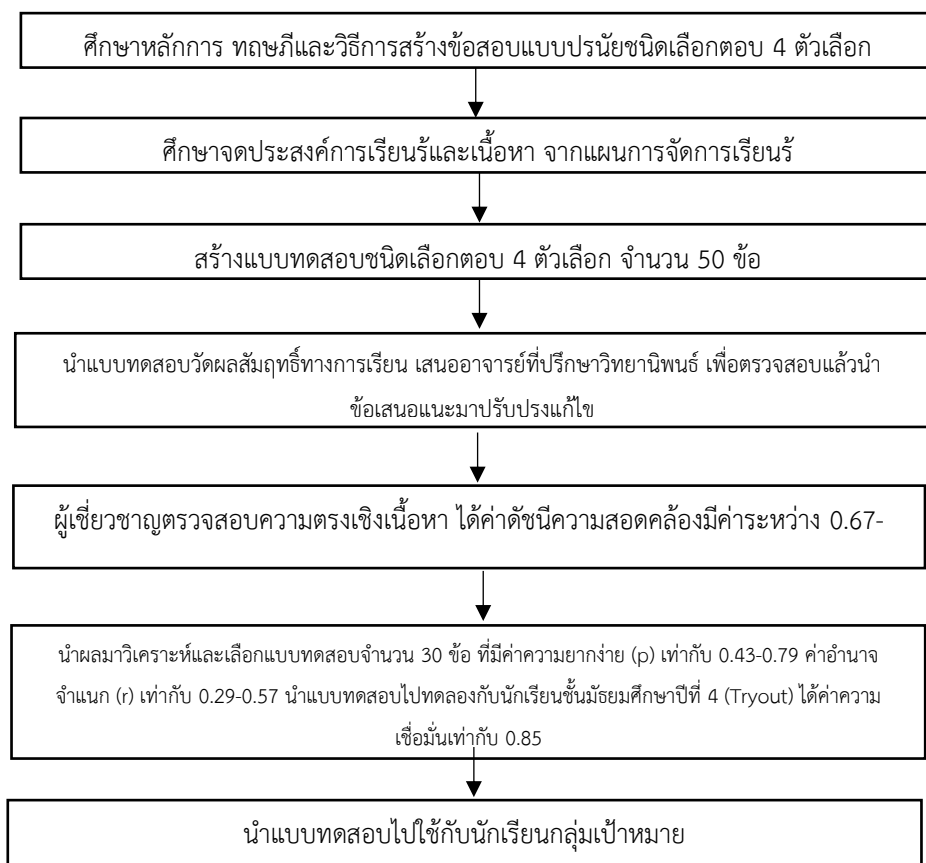 ศึกษาหลักการ ทฤษภีและวิธีการสร้างข้อสอบแบบปรนัยชนิดเลือกตอบ 4 ตัวเลือก
ศึกษาจดประสงค์การเรียนร้และเนื้อหา จากแผนการจัดการเรียนร้
สร้างแบบทดสอบชนิดเลือกตอบ 4 ตัวเลือก จำนวน 50 ข้อ
นำแบบทดสอบวัดผลสัมฤทธิ์ทางการเรียน เสนออาจารย์ที่ปรึกษาวิทยานิพนธ์ เพื่อตรวจสอบแล้วนำ
ข้อเสนอแนะมาปรับปรงแก้ไข
ผู้เชี่ยวชาญตรวจสอบความตรงเชิงเนื้อหา ได้ค่าดัชนีความสอดคล้องมีค่าระหว่าง 0.67-
นำผลมาวิเคราะห์และเลือกแบบทดสอบจำนวน 30 ข้อ ที่มีค่าความยากง่าย (p) เท่ากับ 0.43-0.79 ค่าอำนาจ
จำแนก (r) เท่ากับ 0.29-0.57 นำแบบทดสอบไปทดลองกับนักเรียนชั้นมัธยมศึกษาปีที่ 4 (Tryout) ได้ค่าความ
เชื่อมั่นเท่ากับ 0.85
นำแบบทดสอบไปใช้กับนักเรียนกลุ่มเป้าหมาย